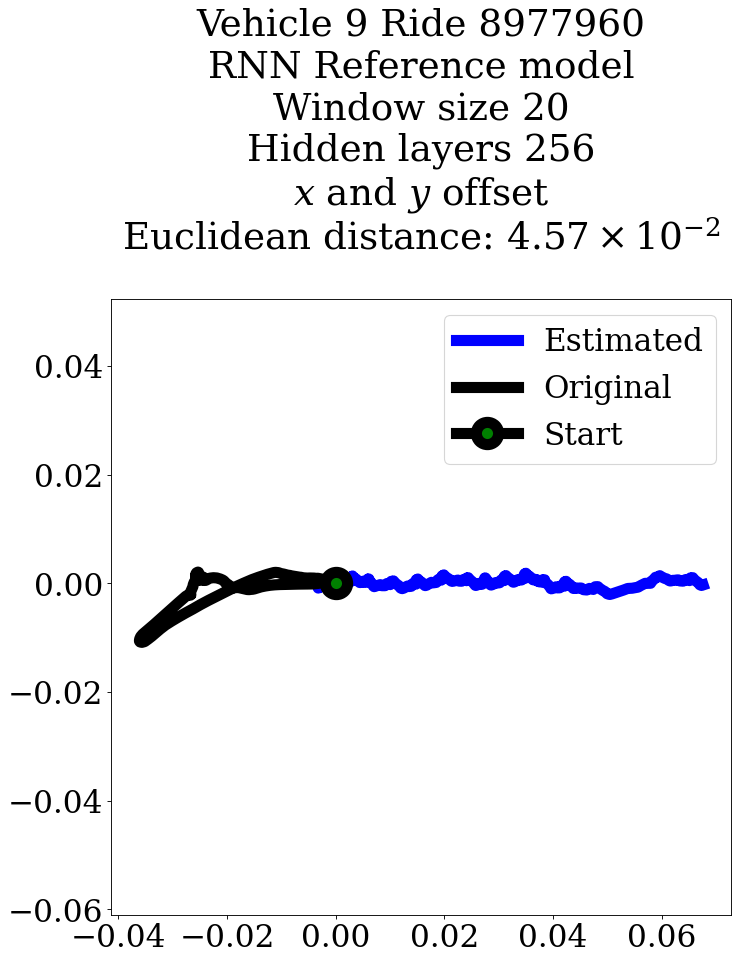 Vehicle 9 Ride 8977960
RNN Reference model
Window size 20
Hidden layers 256
x and y offset
Euclidean distance: 4.57 × 10⁻²
Estimated
Original
Start
0.04
0.02
0.00
−0.02
−0.04
−0.06
−0.04 −0.02 0.00 0.02 0.04 0.06